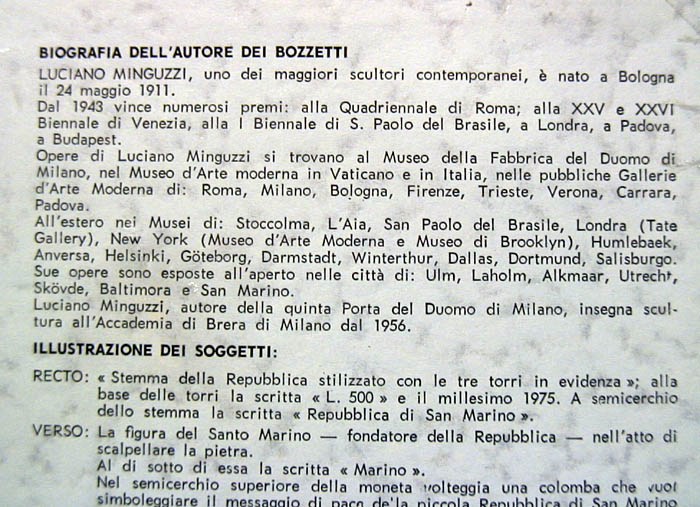 BIOGRAFIA DELL'AUTORE DEI BOZZETTI
LUCIANO MINGUZZI, uno dei maggiori scultori contemporanei, è nato a Bologna
il 24 maggio 1911.
Dal 1943 vince numerosi premi: alla Quadriennale di Roma; alla XXV e XXVI
Biennale di Venezia, alla I Biennale di S. Paolo del Brasile, a Londra, a Padova,
a Budapest.
Opere di Luciano Minguzzi si trovano al Museo della Fabbrica del Duomo di
Milano, nel Museo d'Arte moderna in Vaticano e in Italia, nelle pubbliche Gallerie
d'Arte Moderna di: Roma, Milano, Bologna, Firenze, Trieste, Verona, Carrara,
Padova.
All'estero nei Musei di: Stoccolma, L'Aia, San Paolo del Brasile, Londra (Tate
Gallery), New York (Museo d'Arte Moderna e Museo di Brooklyn), Humlebaek,
Anversa, Helsinki, Göteborg, Darmstadt, Winterthur, Dallas, Dortmund, Salisburgo.
Sue opere sono esposte all'aperto nelle città di: Ulm, Laholm, Alkmaar, Utrecht,
Skövde, Baltimora e San Marino.
Luciano Minguzzi, autore della quinta Porta del Duomo di Milano, insegna scul-
tura all'Accademia di Brera di Milano dal 1956.
ILLUSTRAZIONE DEI SOGGETTI:
RECTO: « Stemma della Repubblica stilizzato con le tre torri in evidenza »; alla
base delle torri la scritta « L. 500 » e il millesimo 1975. A semicerchio
dello stemma la scritta « Repubblica di San Marino ».
VERSO: La figura del Santo Marino — fondatore della Repubblica — nell'atto di
scalpellare la pietra.
Al di sotto di essa la scritta « Marino ».
Nel semicerchio superiore della moneta volteggia una colomba che vuol
simboleggiare il messaggio di pace della piccola Repubblica di San Marino